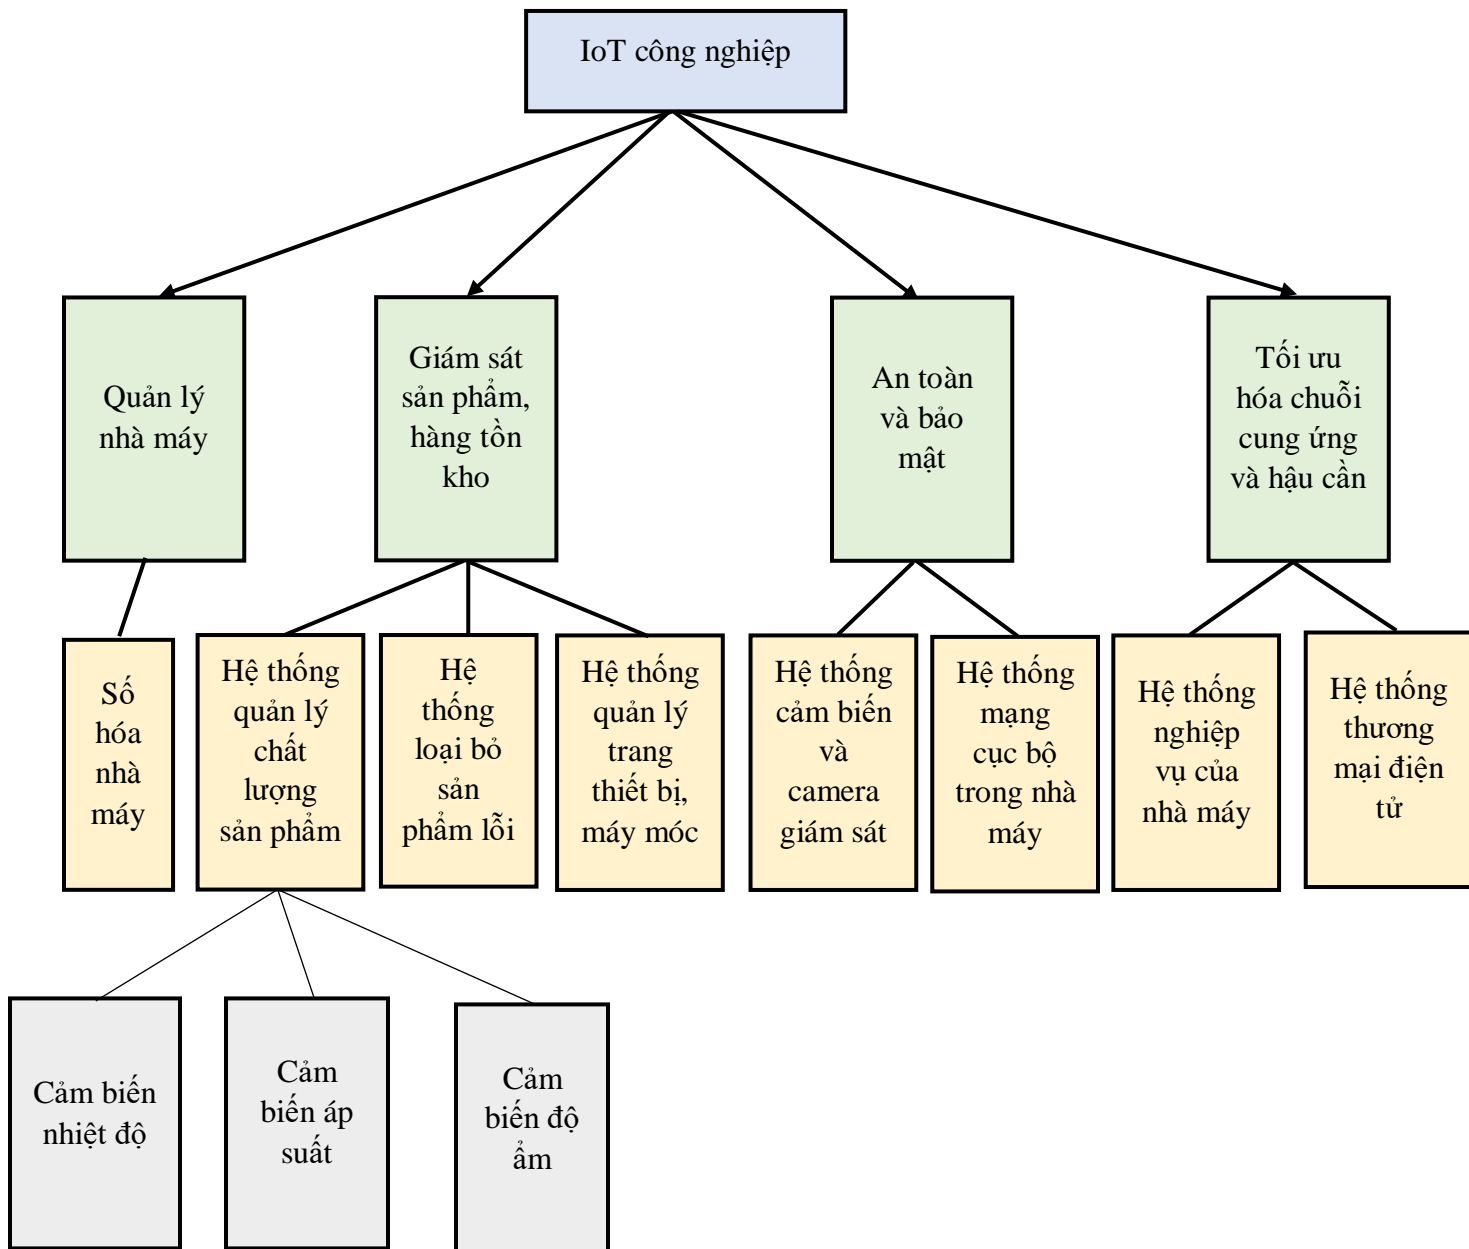 IoT công nghiệp
Quản lý
nhà máy
Giám sát
sản phẩm,
hàng tồn
kho
An toàn
và bảo
mật
Tối ưu
hóa chuỗi
cung ứng
và hậu cần
Số
hóa
nhà
máy
Hệ thống
quản lý
chất
lượng
sản phẩm
Hệ
thống
loại bỏ
sản
phẩm lỗi
Hệ thống
quản lý
trang
thiết bị,
máy móc
Hệ thống
cảm biến
và
camera
giám sát
Hệ thống
mạng
cục bộ
trong nhà
máy
Hệ thống
nghiệp
vụ của
nhà máy
Hệ thống
thương
mại điện
tử
Cảm biến
nhiệt độ
Cảm
biến áp
suất
Cảm
biến độ
ẩm